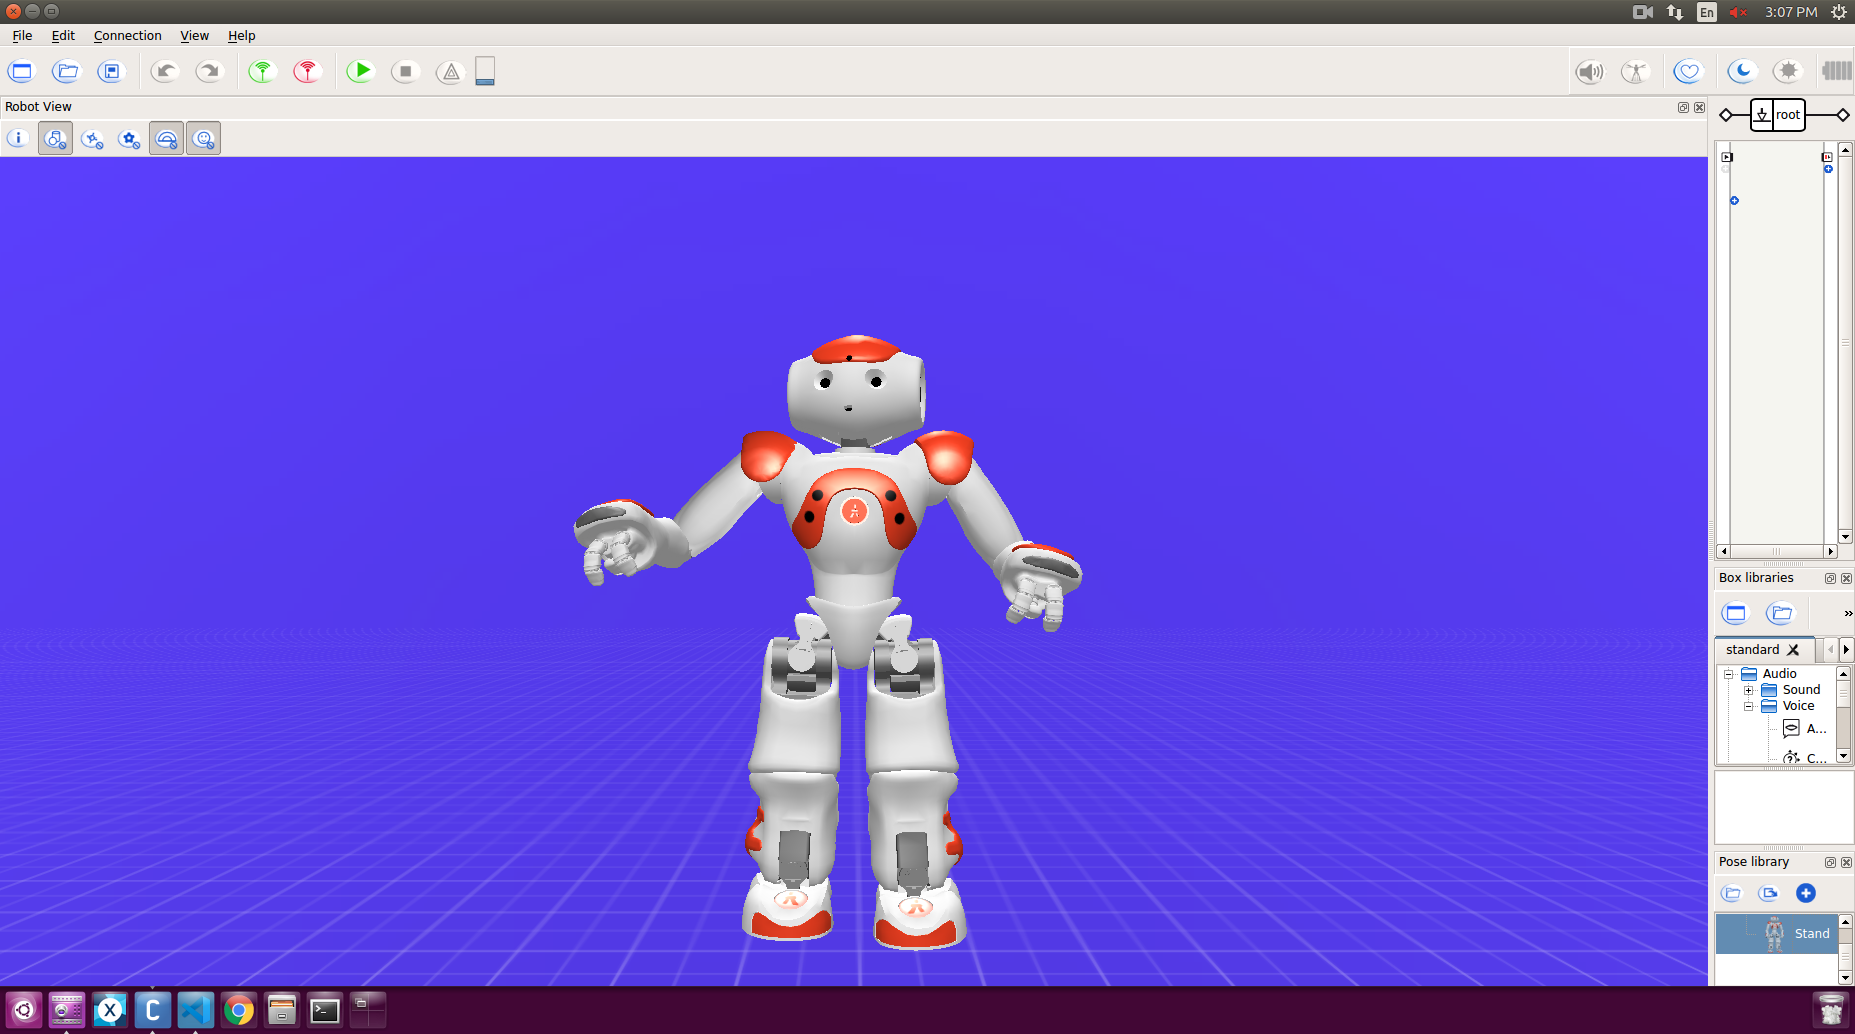 En 3:07 PM
File Edit Connection View Help
Robot View
root
Box libraries
»
standard
Audio
Sound
Voice
A...
C...
Pose library
Stand